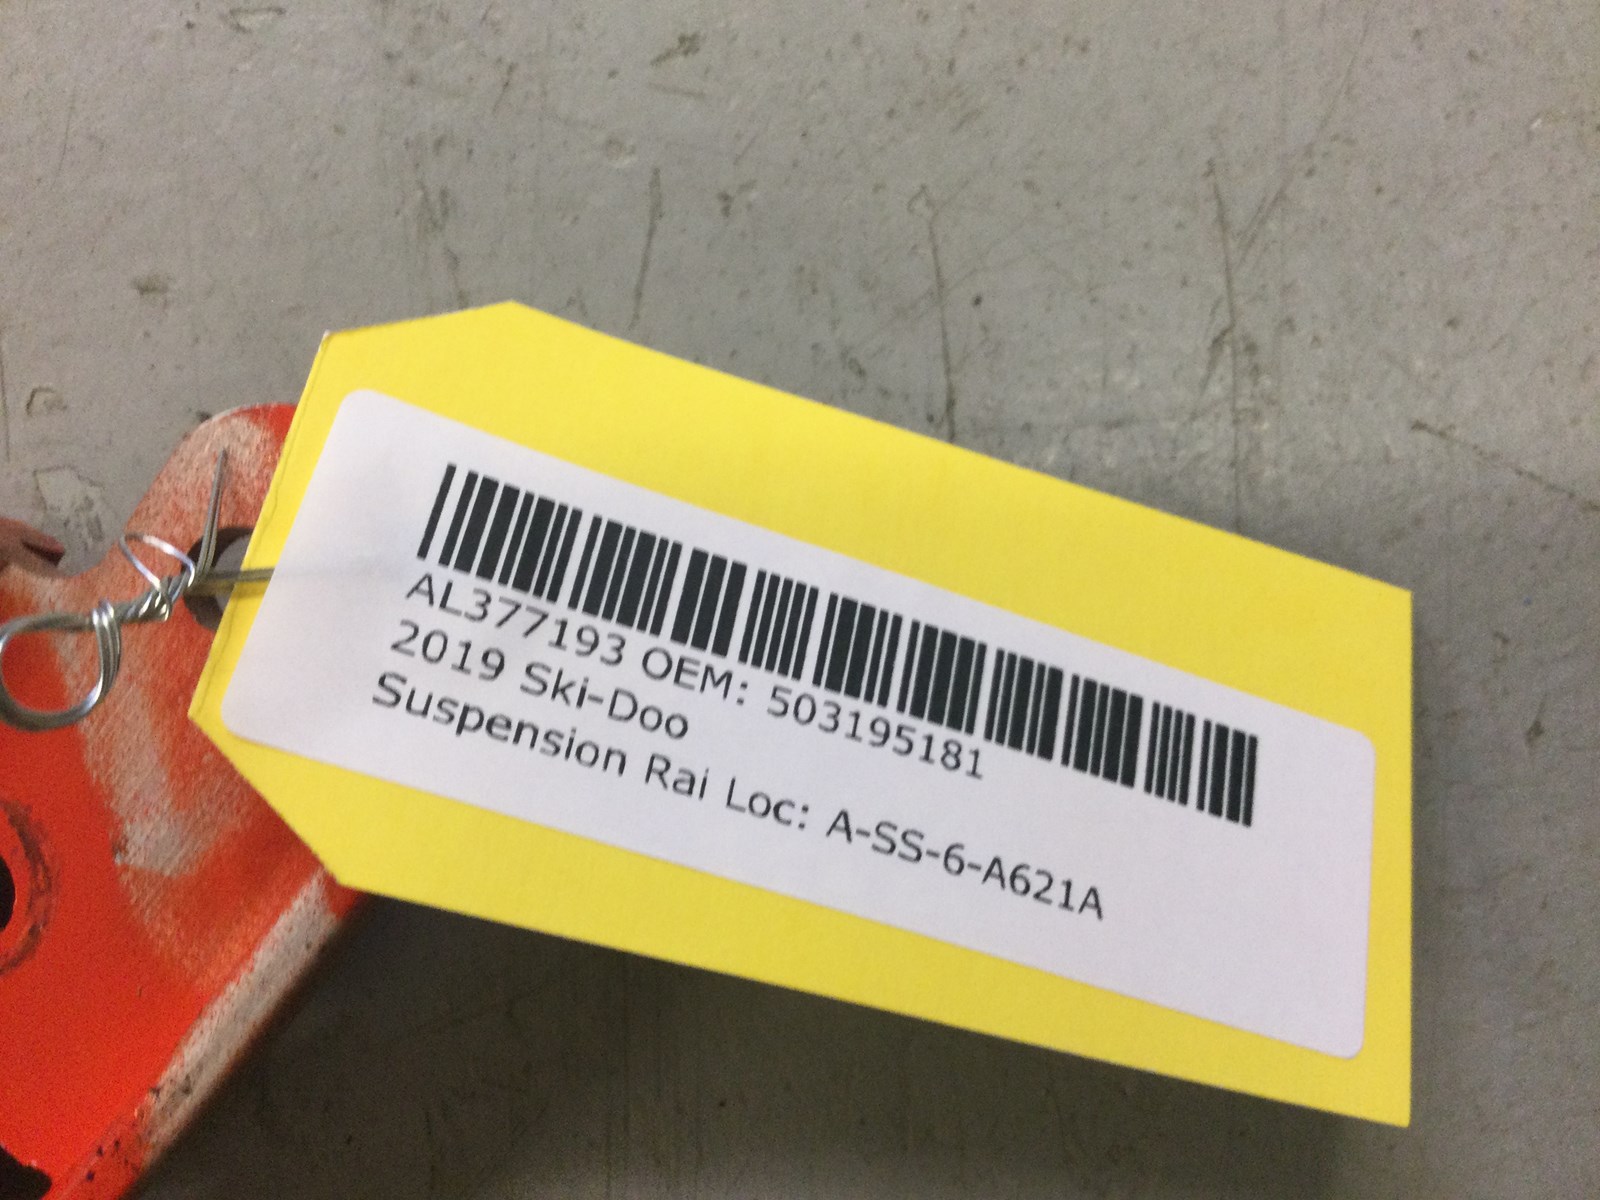 AL377193 OEM: 503195181
2019 Ski-Doo
Suspension Rai Loc: A-SS-6-A621A